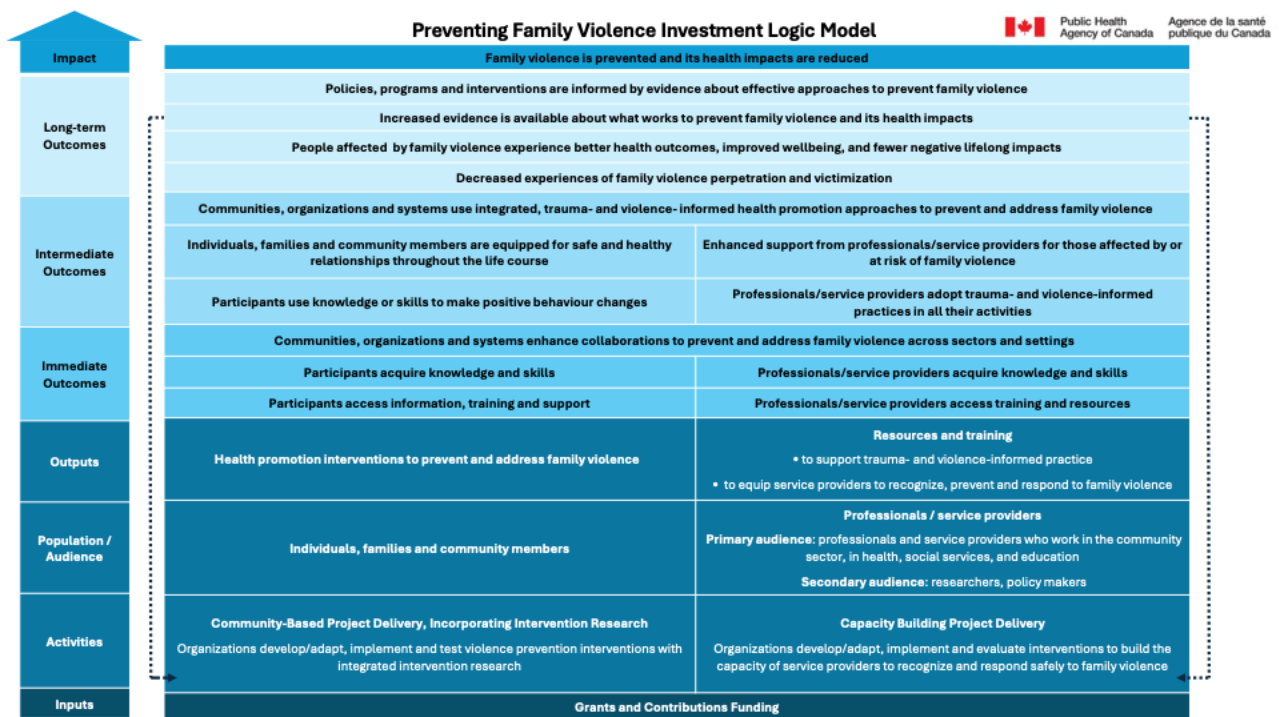 Preventing Family Violence Investment Logic Model
Public Health
Agency of Canada
Agence de la santé
publique du Canada
Impact
Family violence is prevented and its health impacts are reduced
Long-term
Outcomes
Policies, programs and interventions are informed by evidence about effective approaches to prevent family violence
Increased evidence is available about what works to prevent family violence and its health impacts
People affected by family violence experience better health outcomes, improved wellbeing, and fewer negative lifelong impacts
Decreased experiences of family violence perpetration and victimization
Intermediate
Outcomes
Communities, organizations and systems use integrated, trauma- and violence- informed health promotion approaches to prevent and address family violence
Individuals, families and community members are equipped for safe and healthy
relationships throughout the life course
Enhanced support from professionals/service providers for those affected by or
at risk of family violence
Participants use knowledge or skills to make positive behaviour changes
Professionals/service providers adopt trauma- and violence-informed
practices in all their activities
Immediate
Outcomes
Communities, organizations and systems enhance collaborations to prevent and address family violence across sectors and settings
Participants acquire knowledge and skills
Professionals/service providers acquire knowledge and skills
Participants access information, training and support
Professionals/service providers access training and resources
Outputs
Health promotion interventions to prevent and address family violence
Resources and training
• to support trauma- and violence-informed practice
• to equip service providers to recognize, prevent and respond to family violence
Population /
Audience
Individuals, families and community members
Professionals / service providers
Primary audience: professionals and service providers who work in the community
sector, in health, social services, and education
Secondary audience: researchers, policy makers
Activities
Community-Based Project Delivery, Incorporating Intervention Research
Organizations develop/adapt, implement and test violence prevention interventions with
integrated intervention research
Capacity Building Project Delivery
Organizations develop/adapt, implement and evaluate interventions to build the
capacity of service providers to recognize and respond safely to family violence
Inputs
Grants and Contributions Funding